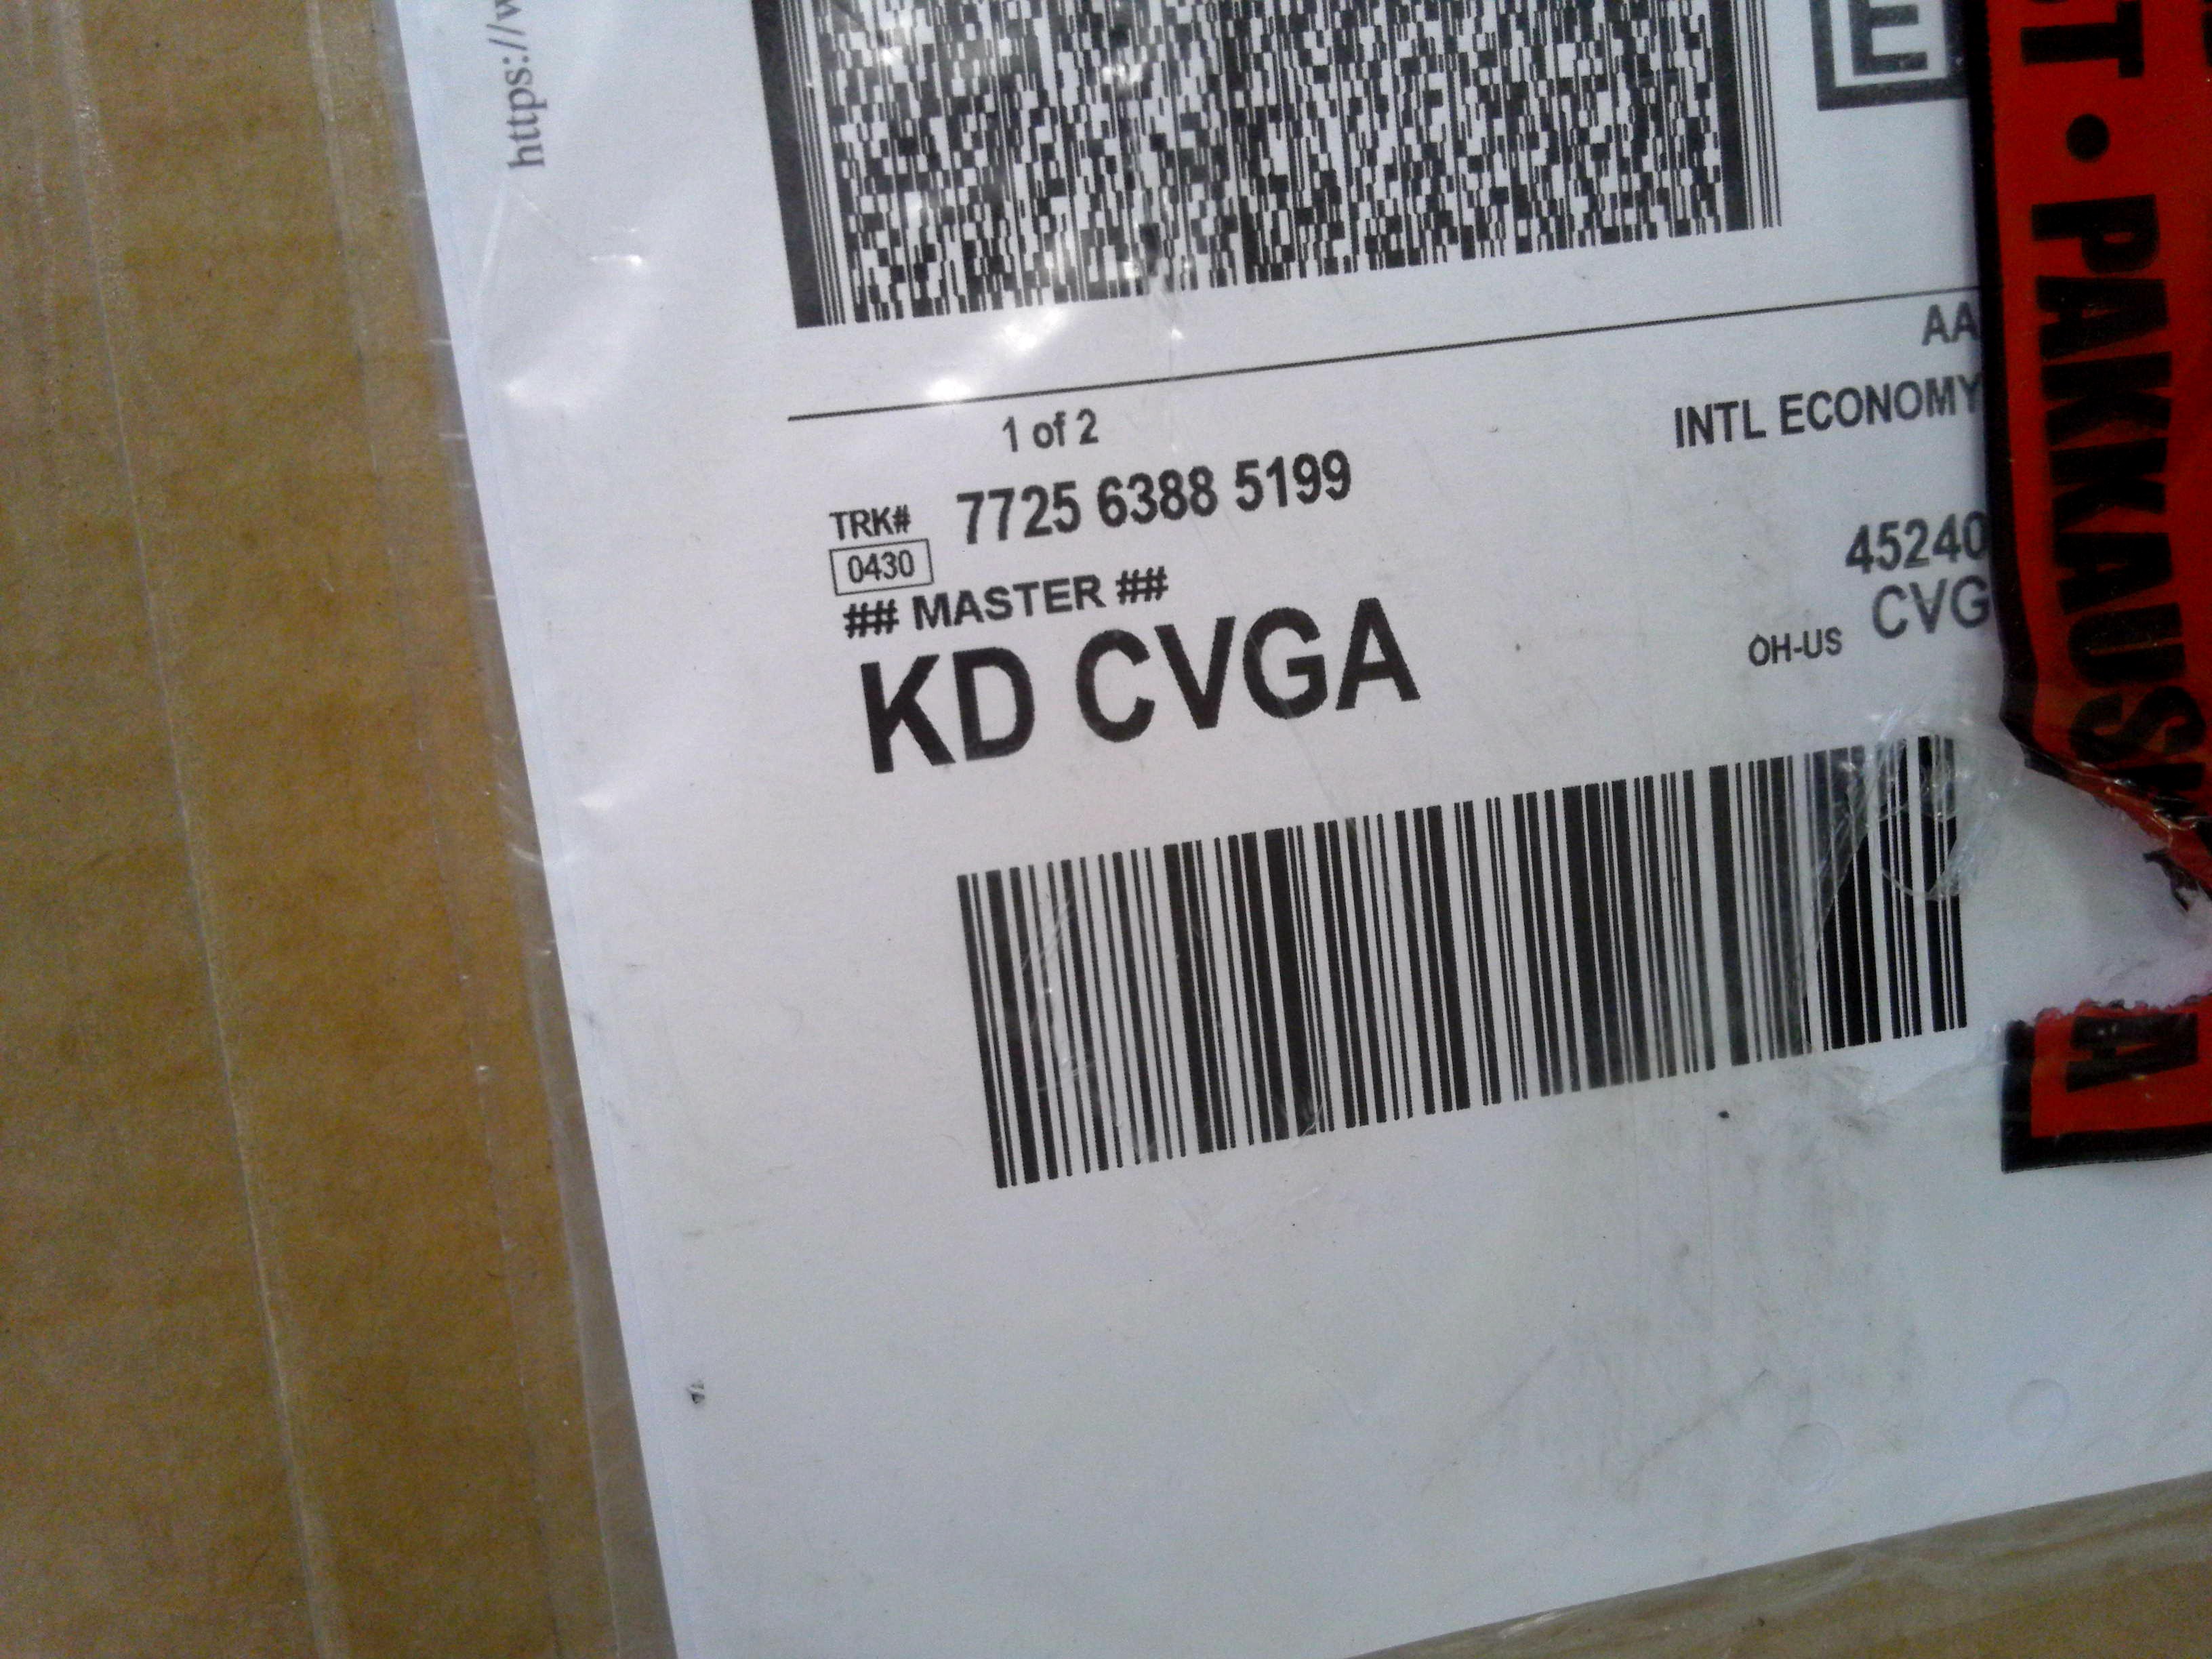 https://w
E
AA
1 of 2
INTL ECONOMY
TRK# 7725 6388 5199
0430
45240
## MASTER ##
KD CVGA
OH-US CVG
ST • PAKKAUS
A